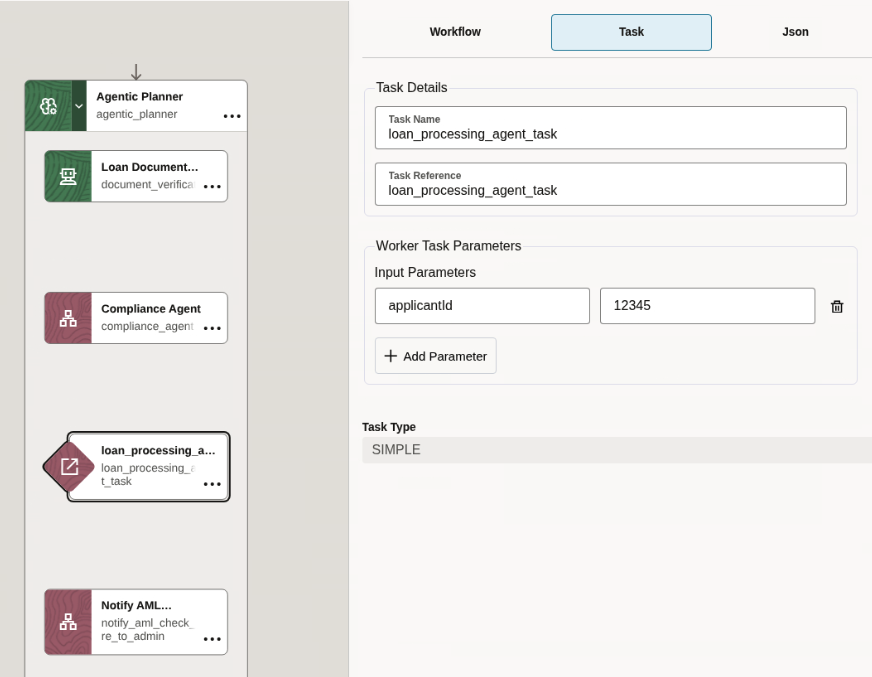 Workflow
Task
Json
Agentic Planner
agentic_planner
Loan Document...
document_verifica
Compliance Agent
compliance_agent
loan_processing_a...
loan_processing_a
t_task
Notify AML...
notify_aml_check_
re_to_admin
Task Details
Task Name
loan_processing_agent_task
Task Reference
loan_processing_agent_task
Worker Task Parameters
Input Parameters
applicantId
12345
Add Parameter
Task Type
SIMPLE